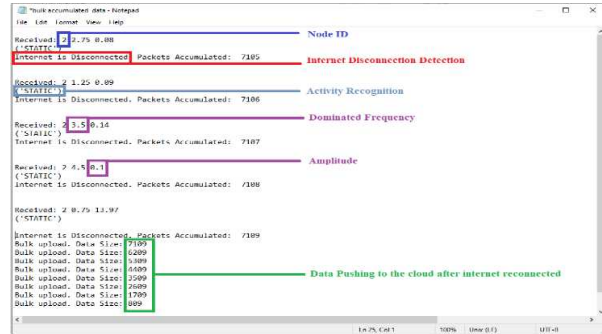 *bulk accumulated data - Notepad
File Edit Format View Help
Received: 2 2.75 0.08
('STATIC')
Internet is Disconnected. Packets Accumulated: 7105
Received: 2 1.25 0.09
('STATIC')
Internet is Disconnected. Packets Accumulated: 7106
Received: 2 3.5 0.14
('STATIC')
Internet is Disconnected. Packets Accumulated: 7107
Received: 2 4.5 0.1
('STATIC')
Internet is Disconnected. Packets Accumulated: 7108
Received: 2 0.75 13.97
('STATIC')
Internet is Disconnected. Packets Accumulated: 7109
Bulk upload. Data Size: 7109
Bulk upload. Data Size: 6209
Bulk upload. Data Size: 5309
Bulk upload. Data Size: 4409
Bulk upload. Data Size: 3509
Bulk upload. Data Size: 2609
Bulk upload. Data Size: 1709
Bulk upload. Data Size: 809
Node ID
Internet Disconnection Detection
Activity Recognition
Dominated Frequency
Amplitude
Data Pushing to the cloud after internet reconnected
Ln 25, Col 1 100% Unix (LF) UTF-8